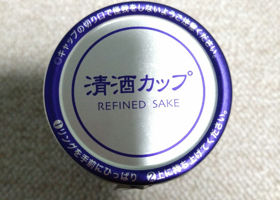 ◎キャップの切り口で怪我をしないようご注意ください。
清酒カップ
REFINED SAKE
①リングを手前にひっぱり ②上に持ち上げてください。